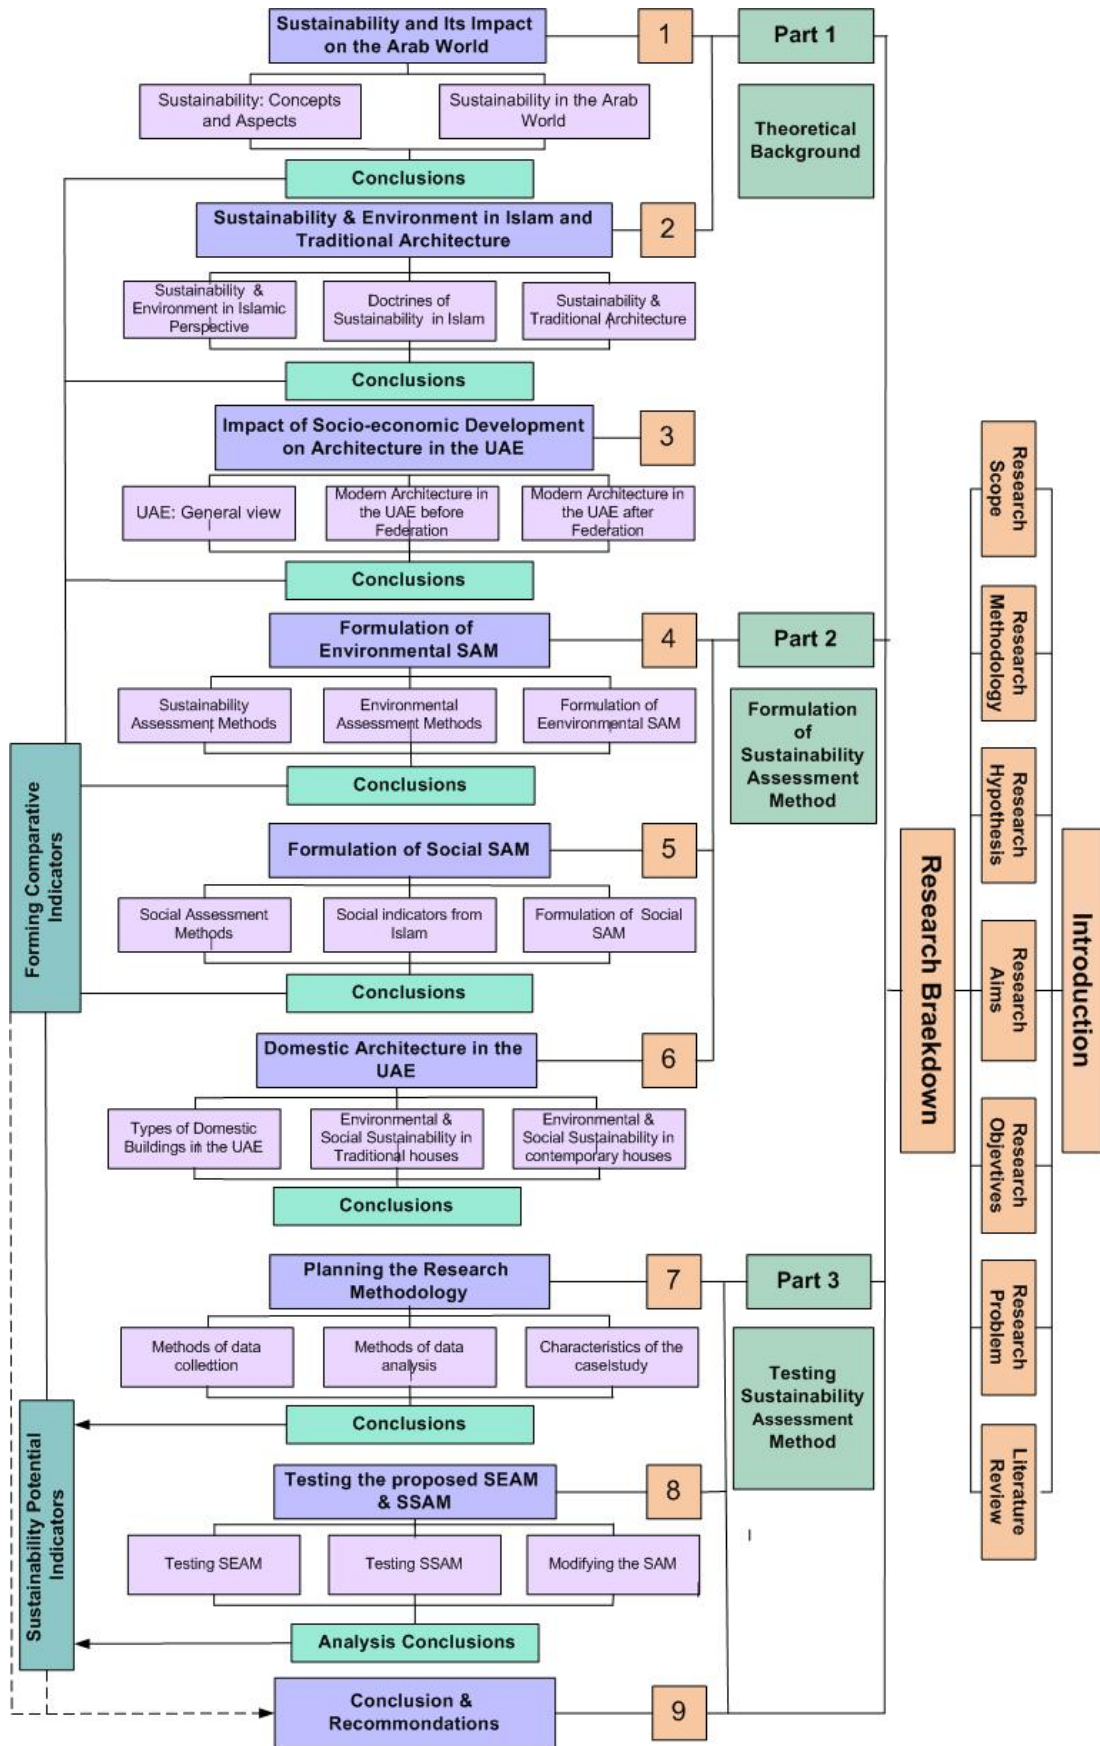 Sustainability and Its Impact
on the Arab World
1
Part 1
Sustainability: Concepts
and Aspects
Sustainability in the Arab
World
Theoretical
Background
Conclusions
Sustainability & Environment in Islam and
Traditional Architecture
2
Sustainability &
Environment in Islamic
Perspective
Doctrines of
Sustainability in Islam
Sustainability &
Traditional Architecture
Conclusions
Impact of Socio-economic Development
on Architecture in the UAE
3
UAE: General view
Modern Architecture in
the UAE before
Federation
Modern Architecture in
the UAE after
Federation
Conclusions
Formulation of
Environmental SAM
4
Part 2
Sustainability
Assessment Methods
Environmental
Assessment Methods
Formulation of
Eenvironmental SAM
Formulation
of
Sustainability
Assessment
Method
Conclusions
Formulation of Social SAM
5
Social Assessment
Methods
Social indicators from
Islam
Formulation of Social
SAM
Conclusions
Domestic Architecture in the
UAE
6
Types of Domestic
Buildings in the UAE
Environmental &
Social Sustainability in
Traditional houses
Environmental &
Social Sustainability in
contemporary houses
Conclusions
Planning the Research
Methodology
7
Part 3
Methods of data
collection
Methods of data
analysis
Characteristics of the
case study
Testing
Sustainability
Assessment
Method
Conclusions
Testing the proposed SEAM
& SSAM
8
Testing SEAM
Testing SSAM
Modifying the SAM
Analysis Conclusions
Conclusion &
Recommondations
9
Forming Comparative
Indicators
Sustainability Potential
Indicators
Research Braekdown
Research
Scope
Research
Methodology
Research
Hypothesis
Research
Aims
Research
Objevtives
Research
Problem
Literature
Review
Introduction